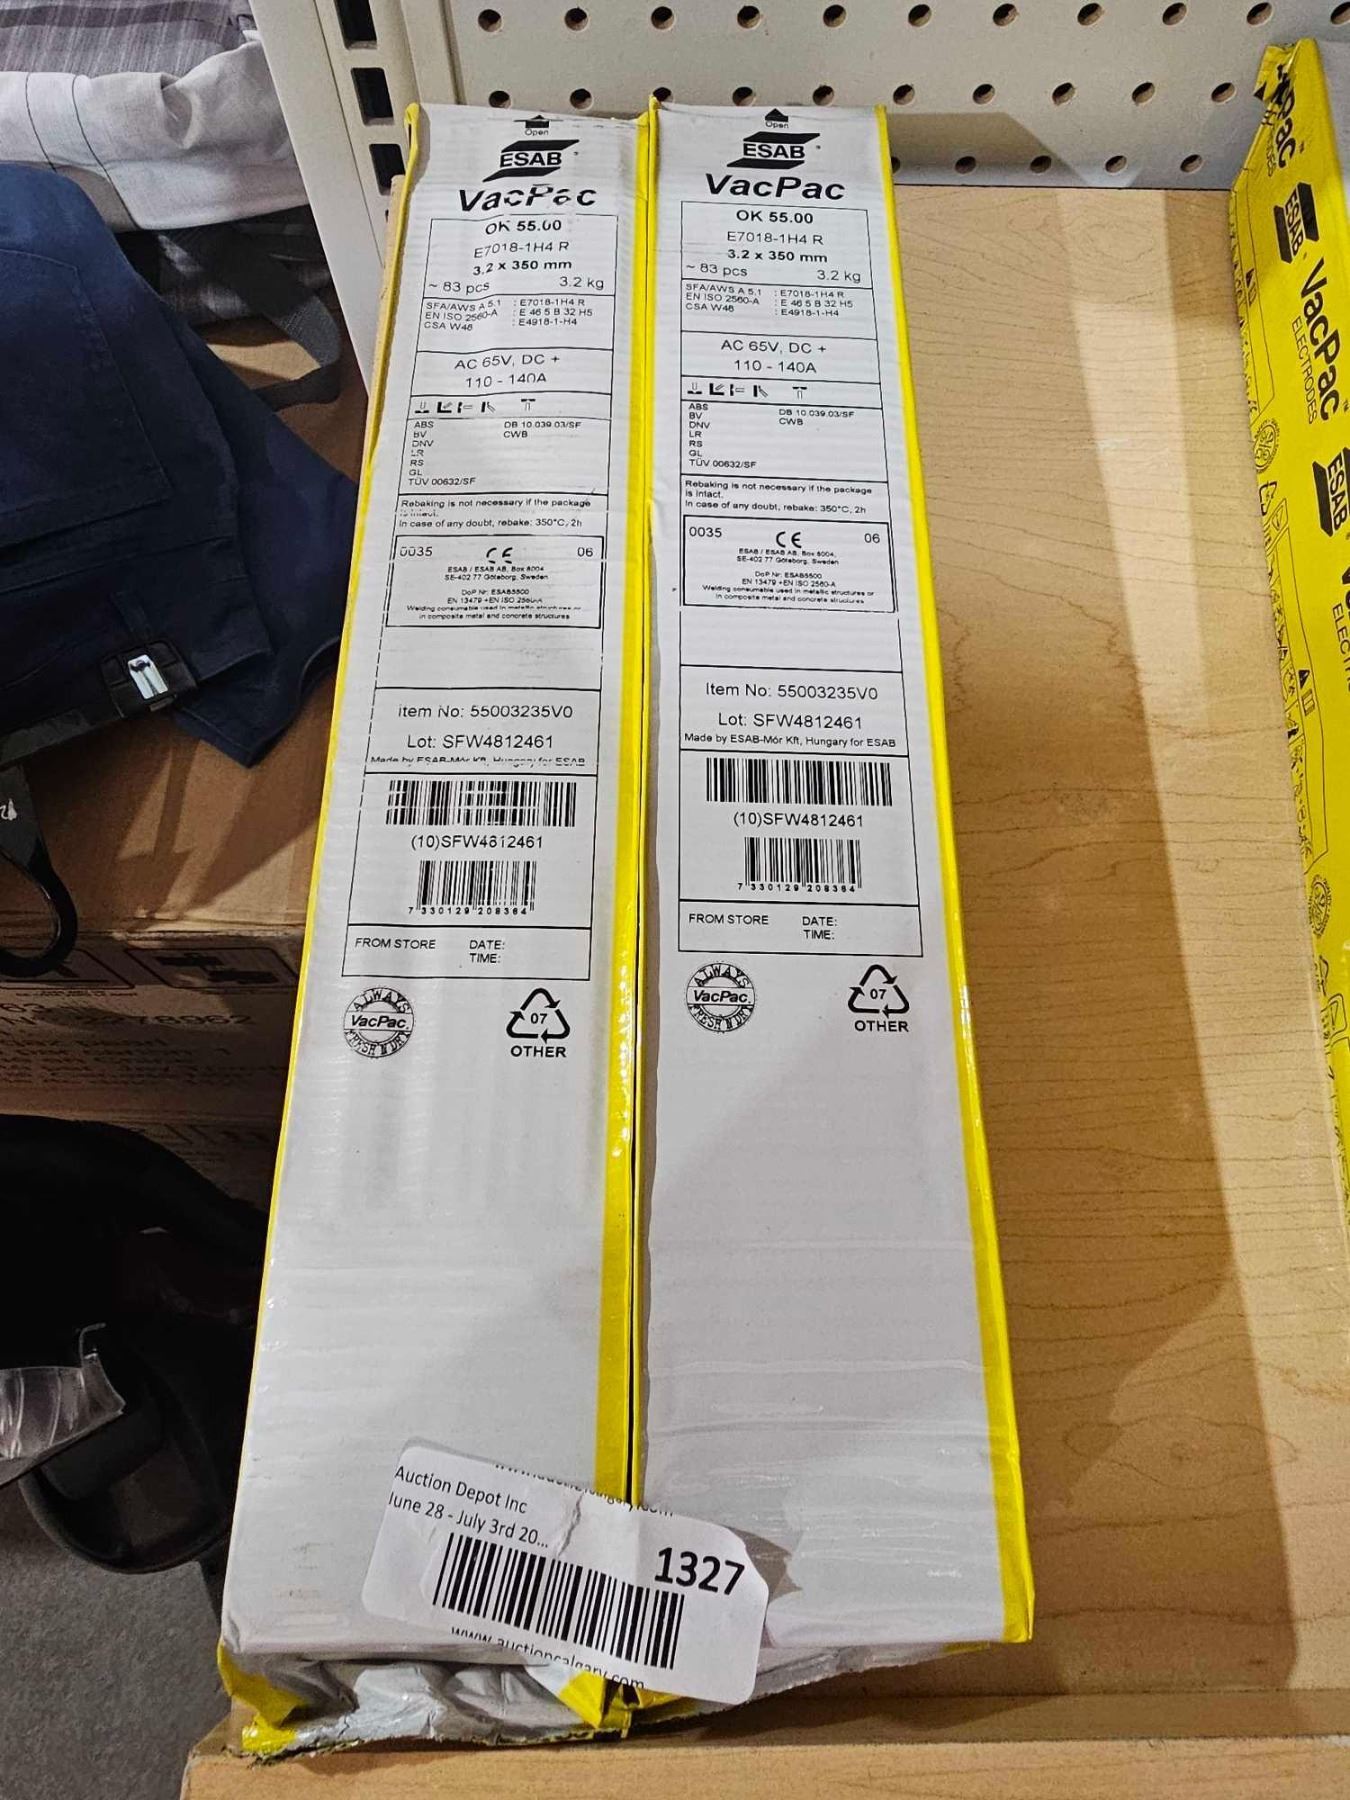 Open
ESAB
VacPac
OK 55.00
E7018-1H4 R
3.2 x 350 mm
~ 83 pcs 3.2 kg
SFA/AWS A 5.1 : E7018-1H4 R
EN ISO 2560-A : E 46 5 B 32 H5
CSA W48 : E4918-1-H4
AC 65V, DC +
110 - 140A
ABS DB 10.039.03/SF
BV CWB
DNV
LR
RS
GL
TÜV 00632/SF
Rebaking is not necessary if the package
is intact.
In case of any doubt, rebake: 350°C, 2h
0035 CE 06
ESAB / ESAB AB, Box 8004
SE-402 77 Göteborg, Sweden
DoP Nr: ESAB5500
EN 13479 +EN ISO 2560-A
Welding consumable used in metallic structures or
in composite metal and concrete structures
Item No: 55003235V0
Lot: SFW4812461
Made by ESAB-Mór Kft, Hungary for ESAB
(10)SFW4812461
7 330129 208364
FROM STORE DATE:
TIME:
ALWAYS
VacPac
FRESH'N DRY
07
OTHER
Open
ESAB
VacPac
OK 55.00
E7018-1H4 R
3.2 x 350 mm
~ 83 pcs 3.2 kg
SFA/AWS A 5.1 : E7018-1H4 R
EN ISO 2560-A : E 46 5 B 32 H5
CSA W48 : E4918-1-H4
AC 65V, DC +
110 - 140A
ABS DB 10.039.03/SF
BV CWB
DNV
LR
RS
GL
TÜV 00632/SF
Rebaking is not necessary if the package
is intact.
In case of any doubt, rebake: 350°C, 2h
0035 CE 06
ESAB / ESAB AB, Box 8004,
SE-402 77 Göteborg, Sweden
DoP Nr: ESAB5500
EN 13479 +EN ISO 2560-A
Welding consumable used in metallic structures or
in composite metal and concrete structures
Item No: 55003235V0
Lot: SFW4812461
Made by ESAB-Mór Kft, Hungary for ESAB
(10)SFW4812461
7 330129 208364
FROM STORE DATE:
TIME:
ALWAYS
VacPac
FRESH'N DRY
07
OTHER
Auction Depot Inc
June 28 - July 3rd 20...
1327
www.auctioncalgary.com
ESAB
VacPac
ELECTRODES
ESAB